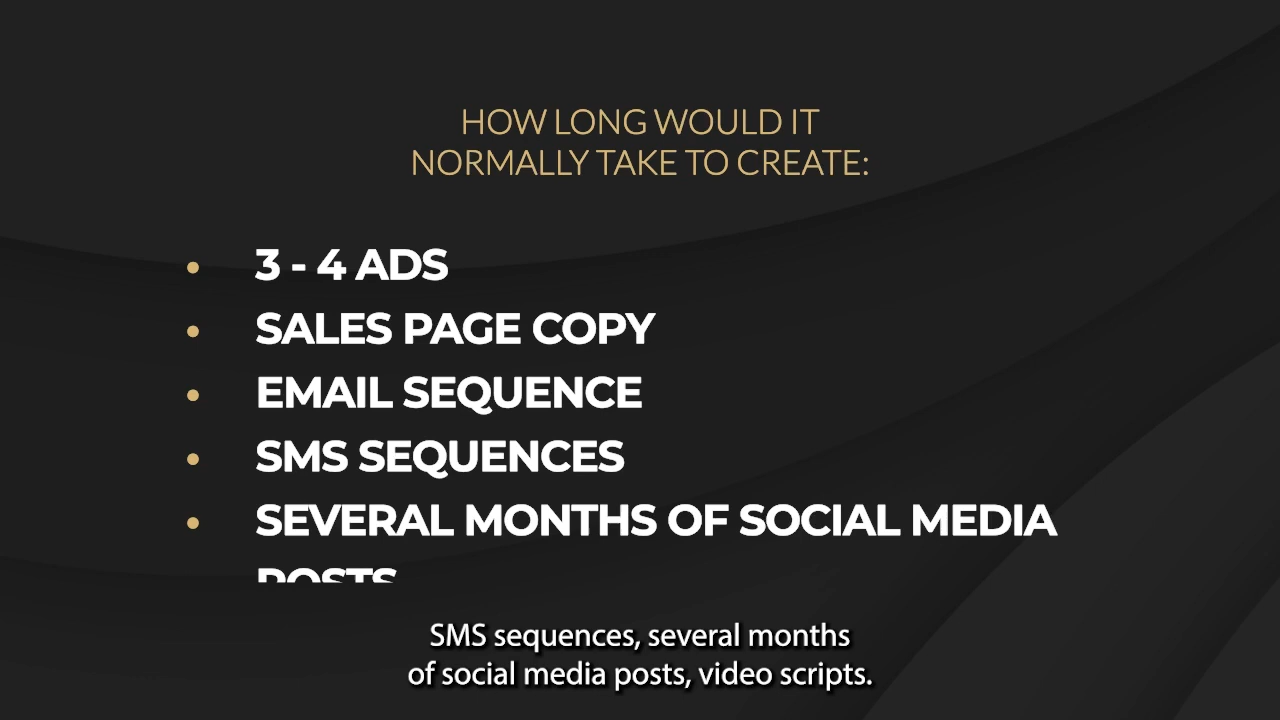 HOW LONG WOULD IT
NORMALLY TAKE TO CREATE:
• 3 - 4 ADS
• SALES PAGE COPY
• EMAIL SEQUENCE
• SMS SEQUENCES
• SEVERAL MONTHS OF SOCIAL MEDIA
POSTS
SMS sequences, several months
of social media posts, video scripts.